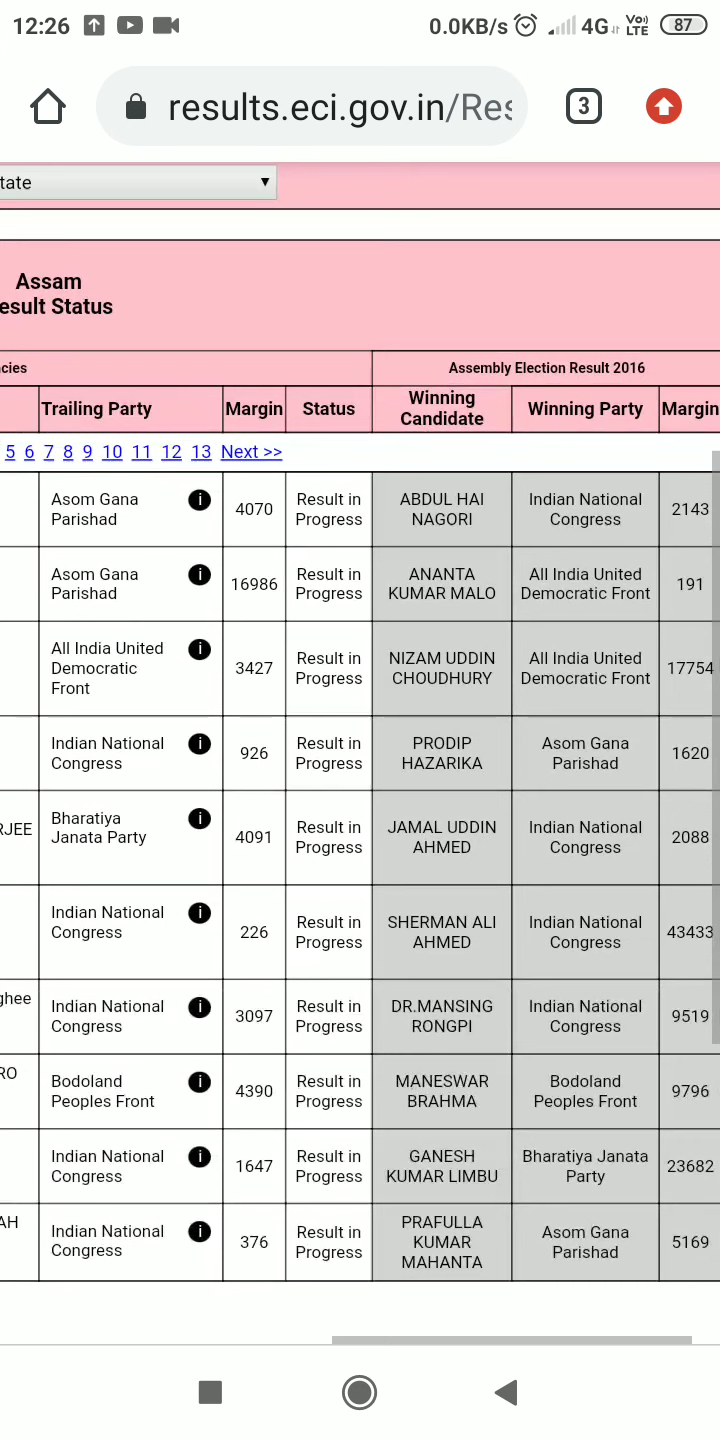 12:26 0.0KB/s 4G Vo)) LTE 87
results.eci.gov.in/Res 3
tate ▼
Assam
esult Status
ncies Assembly Election Result 2016
Trailing Party Margin Status Winning Candidate Winning Party Margin
5 6 7 8 9 10 11 12 13 Next >>
Asom Gana Parishad i 4070 Result in Progress ABDUL HAI NAGORI Indian National Congress 2143
Asom Gana Parishad i 16986 Result in Progress ANANTA KUMAR MALO All India United Democratic Front 191
All India United Democratic Front i 3427 Result in Progress NIZAM UDDIN CHOUDHURY All India United Democratic Front 17754
Indian National Congress i 926 Result in Progress PRODIP HAZARIKA Asom Gana Parishad 1620
RJEE Bharatiya Janata Party i 4091 Result in Progress JAMAL UDDIN AHMED Indian National Congress 2088
Indian National Congress i 226 Result in Progress SHERMAN ALI AHMED Indian National Congress 43433
ghee Indian National Congress i 3097 Result in Progress DR.MANSING RONGPI Indian National Congress 9519
RO Bodoland Peoples Front i 4390 Result in Progress MANESWAR BRAHMA Bodoland Peoples Front 9796
Indian National Congress i 1647 Result in Progress GANESH KUMAR LIMBU Bharatiya Janata Party 23682
AH Indian National Congress i 376 Result in Progress PRAFULLA KUMAR MAHANTA Asom Gana Parishad 5169